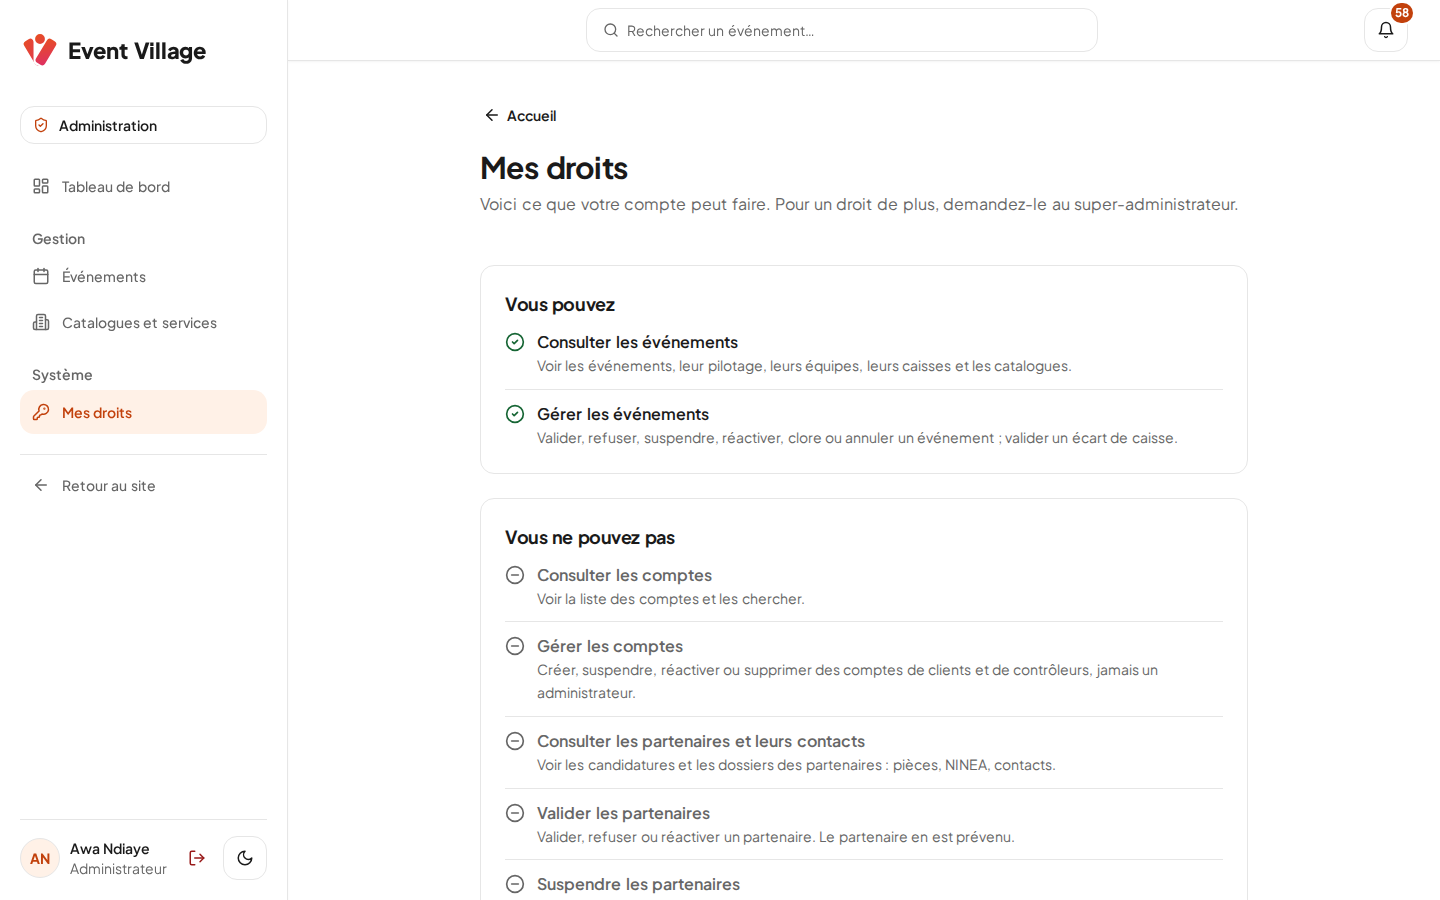 Event Village
Rechercher un événement...
58
Administration
Tableau de bord
Gestion
Événements
Catalogues et services
Système
Mes droits
Retour au site
AN
Awa Ndiaye
Administrateur
Accueil
Mes droits
Voici ce que votre compte peut faire. Pour un droit de plus, demandez-le au super-administrateur.
Vous pouvez
Consulter les événements
Voir les événements, leur pilotage, leurs équipes, leurs caisses et les catalogues.
Gérer les événements
Valider, refuser, suspendre, réactiver, clore ou annuler un événement ; valider un écart de caisse.
Vous ne pouvez pas
Consulter les comptes
Voir la liste des comptes et les chercher.
Gérer les comptes
Créer, suspendre, réactiver ou supprimer des comptes de clients et de contrôleurs, jamais un
administrateur.
Consulter les partenaires et leurs contacts
Voir les candidatures et les dossiers des partenaires : pièces, NINEA, contacts.
Valider les partenaires
Valider, refuser ou réactiver un partenaire. Le partenaire en est prévenu.
Suspendre les partenaires